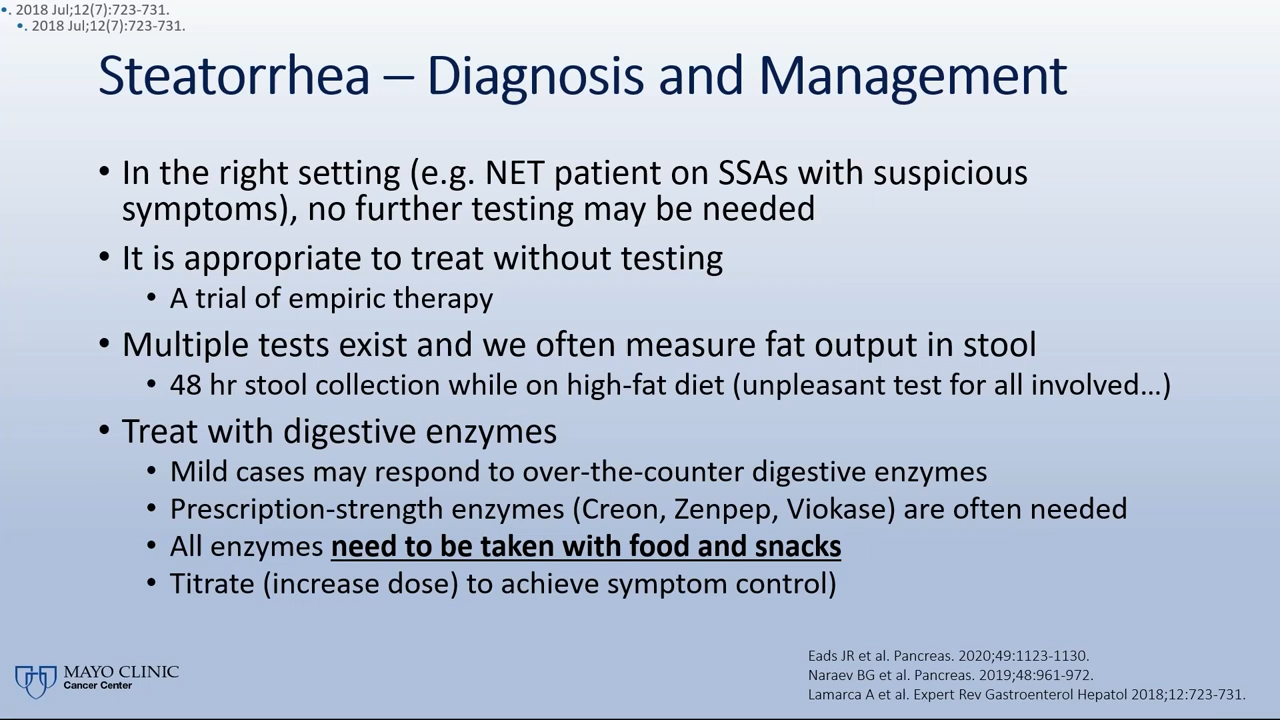 •. 2018 Jul;12(7):723-731.
•. 2018 Jul;12(7):723-731.
Steatorrhea – Diagnosis and Management
• In the right setting (e.g. NET patient on SSAs with suspicious
symptoms), no further testing may be needed
• It is appropriate to treat without testing
• A trial of empiric therapy
• Multiple tests exist and we often measure fat output in stool
• 48 hr stool collection while on high-fat diet (unpleasant test for all involved…)
• Treat with digestive enzymes
• Mild cases may respond to over-the-counter digestive enzymes
• Prescription-strength enzymes (Creon, Zenpep, Viokase) are often needed
• All enzymes need to be taken with food and snacks
• Titrate (increase dose) to achieve symptom control)
MAYO CLINIC
Cancer Center
Eads JR et al. Pancreas. 2020;49:1123-1130.
Naraev BG et al. Pancreas. 2019;48:961-972.
Lamarca A et al. Expert Rev Gastroenterol Hepatol 2018;12:723-731.